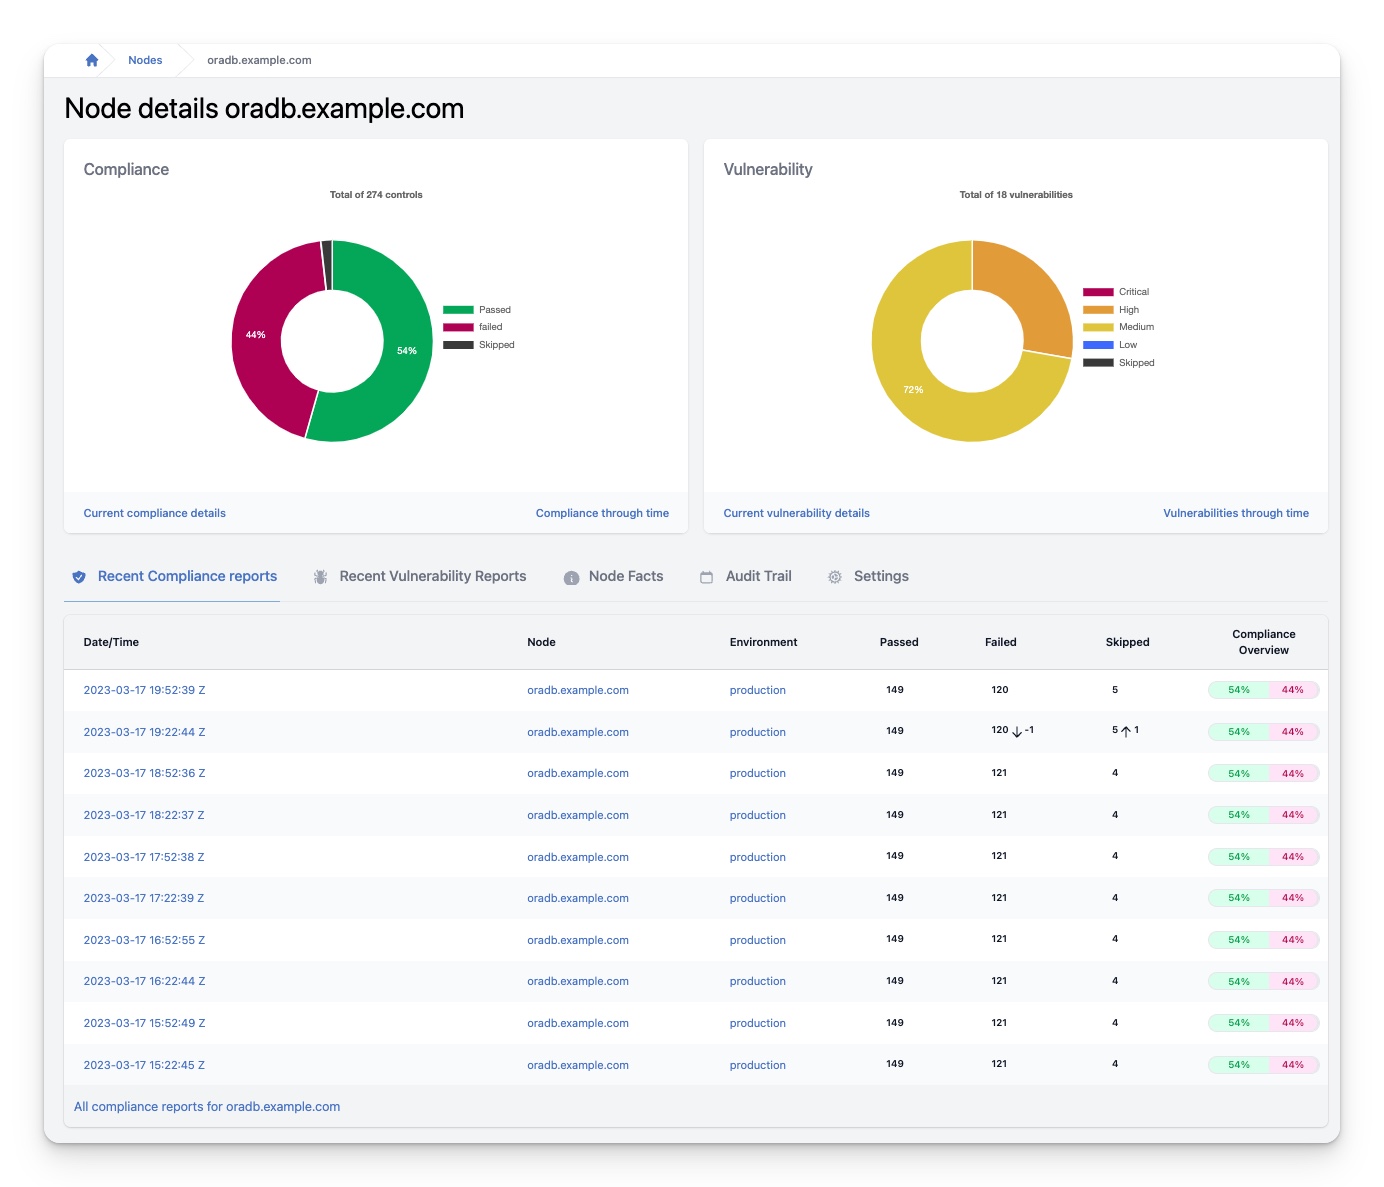 Nodes oradb.example.com
Node details oradb.example.com
Compliance
Total of 274 controls
44%
54%
Passed
failed
Skipped
Current compliance details Compliance through time
Vulnerability
Total of 18 vulnerabilities
72%
Critical
High
Medium
Low
Skipped
Current vulnerability details Vulnerabilities through time
Recent Compliance reports Recent Vulnerability Reports Node Facts Audit Trail Settings
Date/Time Node Environment Passed Failed Skipped Compliance Overview
2023-03-17 19:52:39 Z oradb.example.com production 149 120 5 54% 44%
2023-03-17 19:22:44 Z oradb.example.com production 149 120 ↓ -1 5 ↑ 1 54% 44%
2023-03-17 18:52:36 Z oradb.example.com production 149 121 4 54% 44%
2023-03-17 18:22:37 Z oradb.example.com production 149 121 4 54% 44%
2023-03-17 17:52:38 Z oradb.example.com production 149 121 4 54% 44%
2023-03-17 17:22:39 Z oradb.example.com production 149 121 4 54% 44%
2023-03-17 16:52:55 Z oradb.example.com production 149 121 4 54% 44%
2023-03-17 16:22:44 Z oradb.example.com production 149 121 4 54% 44%
2023-03-17 15:52:49 Z oradb.example.com production 149 121 4 54% 44%
2023-03-17 15:22:45 Z oradb.example.com production 149 121 4 54% 44%
All compliance reports for oradb.example.com